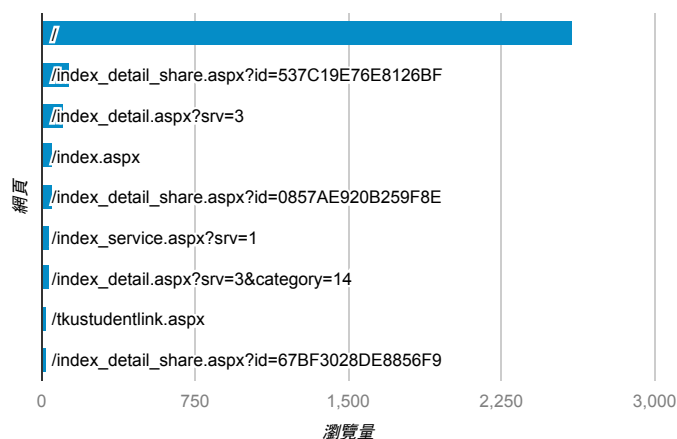 /
/index_detail_share.aspx?id=537C19E76E8126BF
/index_detail.aspx?srv=3
/index.aspx
/index_detail_share.aspx?id=0857AE920B259F8E
/index_service.aspx?srv=1
/index_detail.aspx?srv=3&category=14
/tkustudentlink.aspx
/index_detail_share.aspx?id=67BF3028DE8856F9
網頁
0 750 1,500 2,250 3,000
瀏覽量